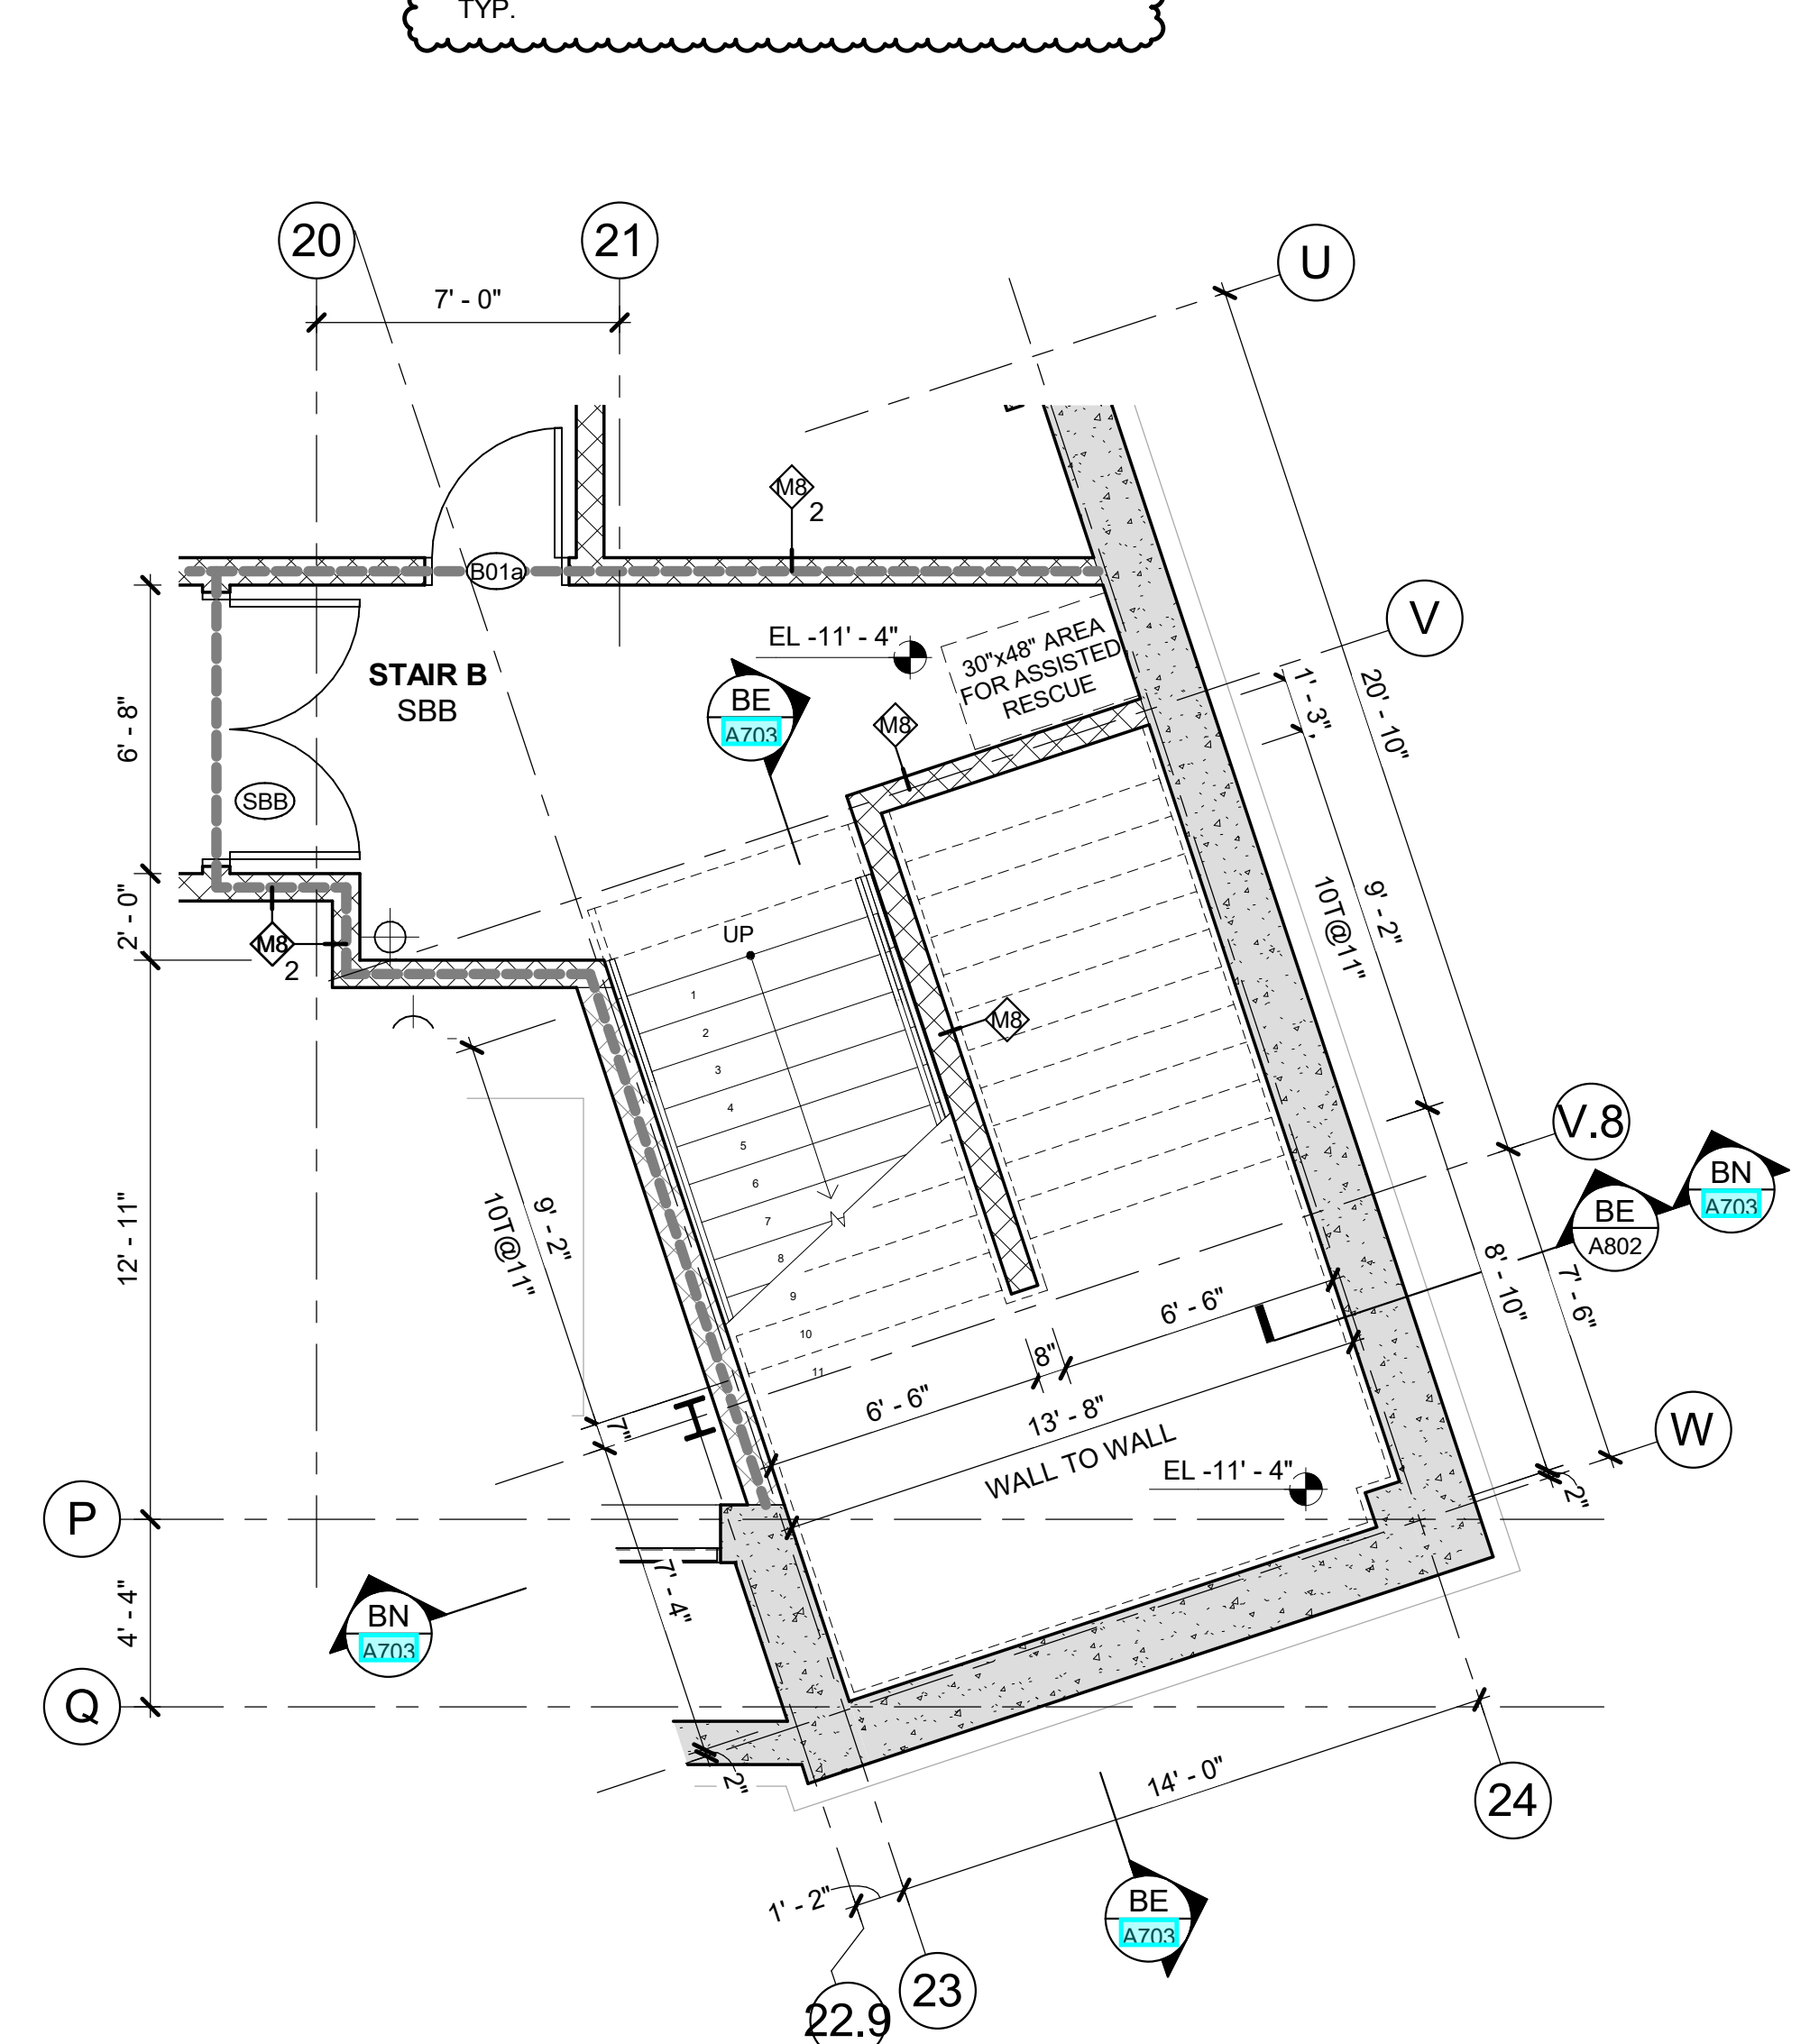 TYP.
20
21
U
7' - 0"
M8
2
B01a
V
EL -11' - 4"
30"x48" AREA
FOR ASSISTED
RESCUE
STAIR B
SBB
BE
A703
M8
1' - 3"
20' - 10"
6' - 8"
SBB
9' - 2"
10T@11"
2' - 0"
M8
2
UP
1
2
3
4
5
6
7
8
9
10
11
M8
V.8
BN
A703
BE
A802
12' - 11"
9' - 2"
10T@11"
8' - 10"
7' - 6"
6' - 6"
8"
6' - 6"
13' - 8"
WALL TO WALL
7"
W
EL -11' - 4"
2"
P
7' - 4"
4' - 4"
BN
A703
Q
2"
14' - 0"
24
1' - 2"
BE
A703
23
22.9